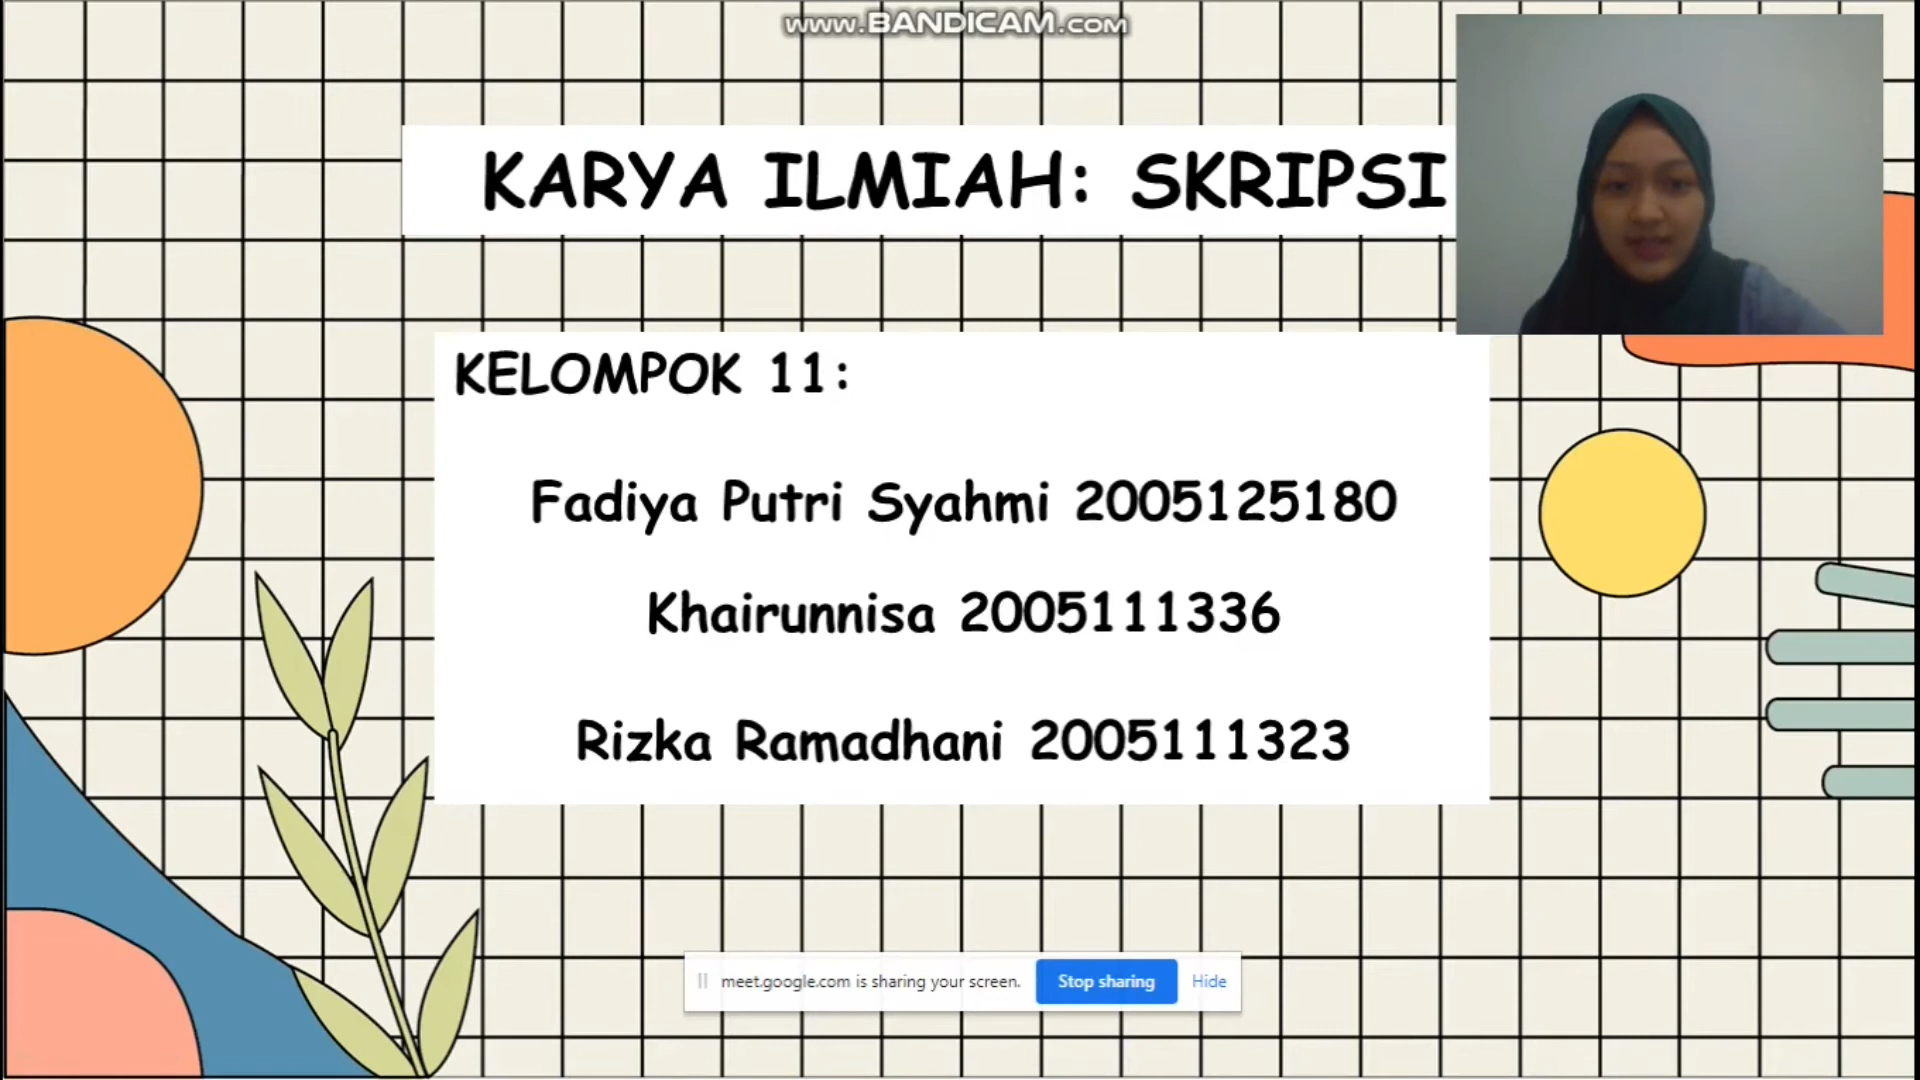 www.BANDICAM.com
KARYA ILMIAH: SKRIPSI
KELOMPOK 11:
Fadiya Putri Syahmi 2005125180
Khairunnisa 2005111336
Rizka Ramadhani 2005111323
meet.google.com is sharing your screen. Stop sharing Hide